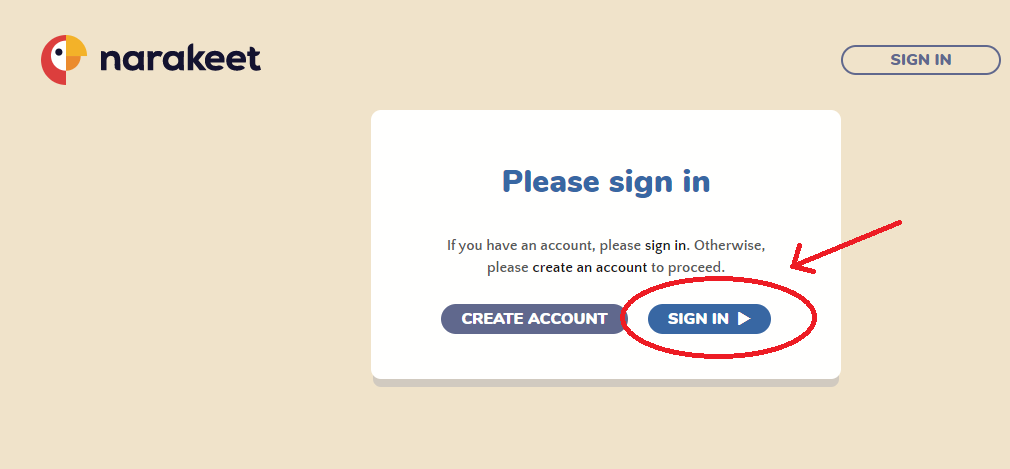 narakeet
SIGN IN
Please sign in
If you have an account, please sign in. Otherwise,
please create an account to proceed.
CREATE ACCOUNT
SIGN IN